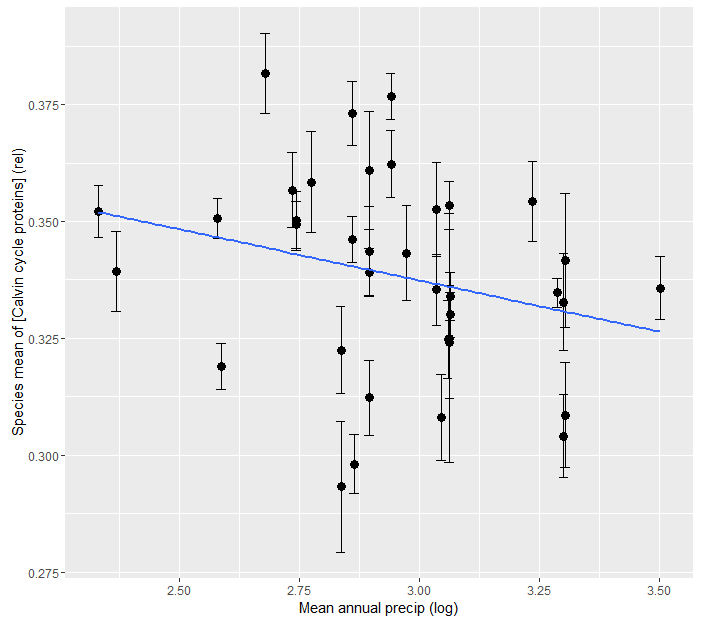 0.375
0.350
0.325
0.300
0.275
Species mean of [Calvin cycle proteins] (rel)
2.50 2.75 3.00 3.25 3.50
Mean annual precip (log)